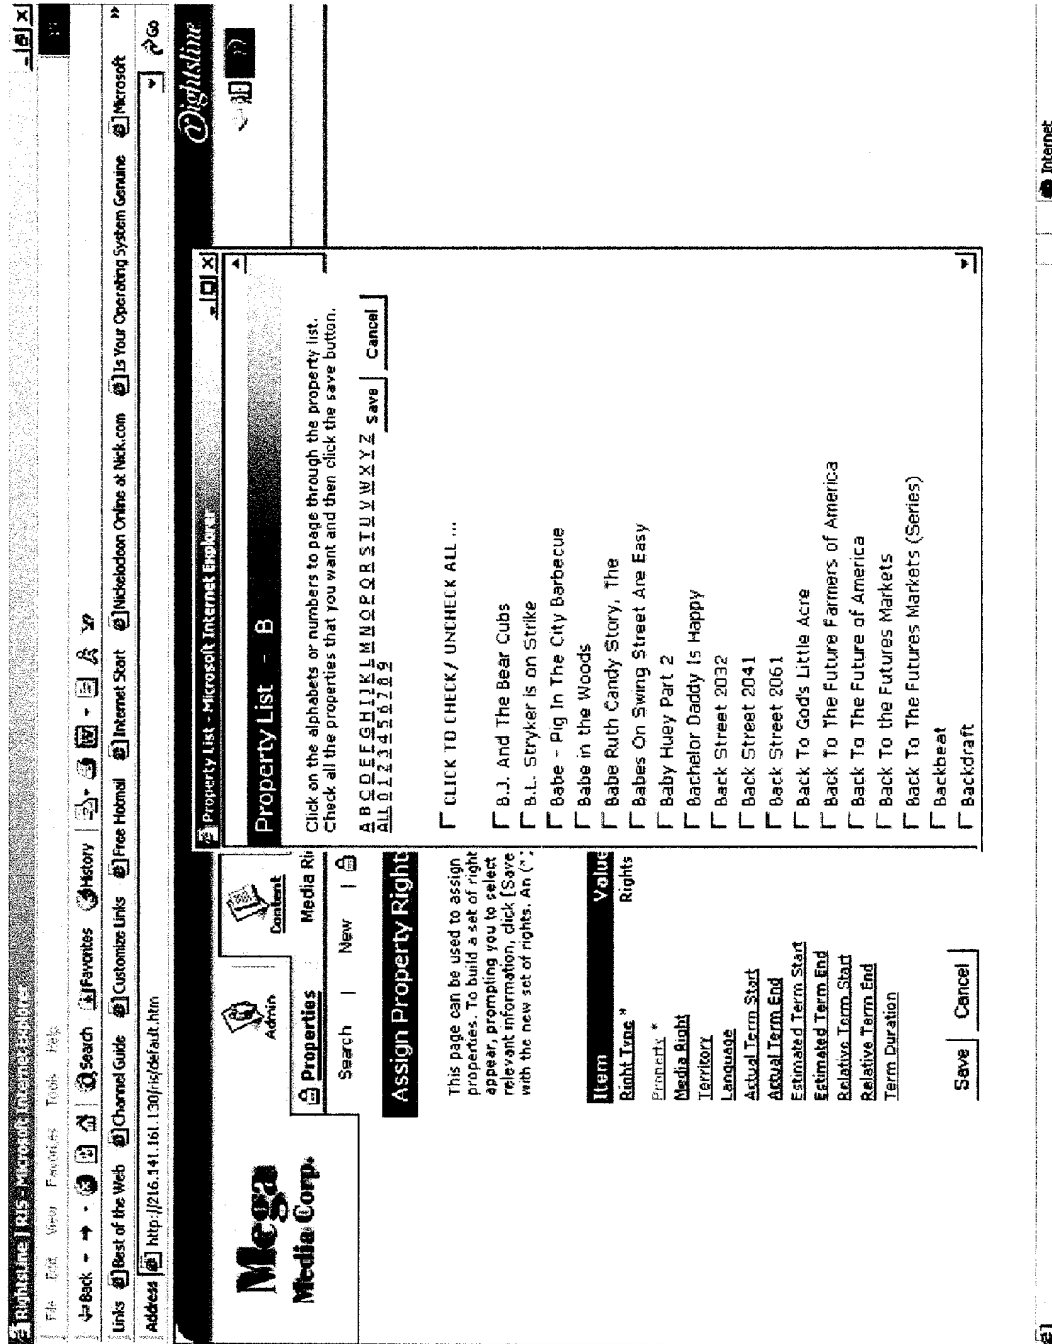 RightsLine | RIS - Microsoft Internet Explorer
File Edit View Favorites Tools Help
Back Search Favorites History
Links Best of the Web Channel Guide Customize Links Free Hotmail Internet Start Nickelodeon Online at Nick.com Is Your Operating System Genuine Microsoft »
Address http://216.141.161.130/ris/default.htm Go
Rightsline
Mega
Media Corp.
Admin
Content
Properties Media Ri
Search | New |
Assign Property Right
This page can be used to assign
properties. To build a set of right
appear, prompting you to select
relevant information, click [Save
with the new set of rights. An (*
Item Value
Right Type * Rights
Property *
Media Right
Territory
Language
Actual Term Start
Actual Term End
Estimated Term Start
Estimated Term End
Relative Term Start
Relative Term End
Term Duration
Save Cancel
Property List - Microsoft Internet Explorer
Property List - B
Click on the alphabets or numbers to page through the property list.
Check all the properties that you want and then click the save button.
A B C D E F G H I J K L M N O P Q R S T U V W X Y Z
ALL 0 1 2 3 4 5 6 7 8 9
Save Cancel
CLICK TO CHECK / UNCHECK ALL ...
B.J. And The Bear Cubs
B.L. Stryker is on Strike
Babe - Pig In The City Barbecue
Babe in the Woods
Babe Ruth Candy Story, The
Babes On Swing Street Are Easy
Baby Huey Part 2
Bachelor Daddy Is Happy
Back Street 2032
Back Street 2041
Back Street 2061
Back To God's Little Acre
Back To The Future Farmers of America
Back To The Future of America
Back To the Futures Markets
Back To The Futures Markets (Series)
Backbeat
Backdraft
Internet